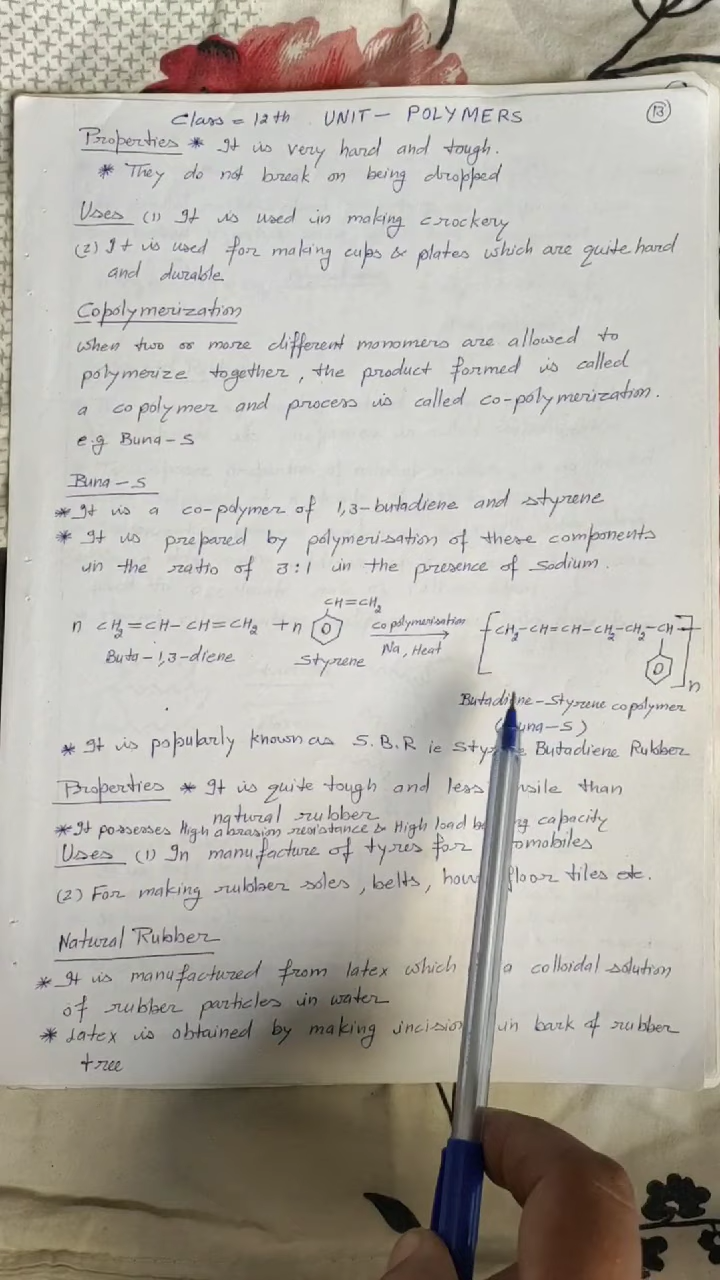 Class = 12th UNIT - POLYMERS
13
Properties * It is very hard and tough.
* They do not break on being dropped
Uses (1) It is used in making crockery
(2) It is used for making cups & plates which are quite hard
and durable
Copolymerization
When two or more different monomers are allowed to
polymerize together, the product formed is called
a copolymer and process is called co-polymerization.
e.g Buna-S
Buna-S
* It is a co-polymer of 1,3-butadiene and styrene
* It is prepared by polymerisation of these components
in the ratio of 3:1 in the presence of sodium.
CH=CH2
n CH2=CH-CH=CH2 + n copolymerisation [CH2-CH=CH-CH2-CH2-CH]n
Na, Heat
Buta-1,3-diene Styrene
Butadiene-Styrene copolymer
(Buna-S)
* It is popularly known as S.B.R ie Butadiene Rubber
Properties * It is quite tough and less than
natural rubber
* It possesses High abrasion resistance & High load capacity
Uses (1) In manufacture of tyres for
(2) For making rubber soles, belts, floor tiles etc.
Natural Rubber
* It is manufactured from latex which a colloidal solution
of rubber particles in water
* Latex is obtained by making in bark of rubber
tree